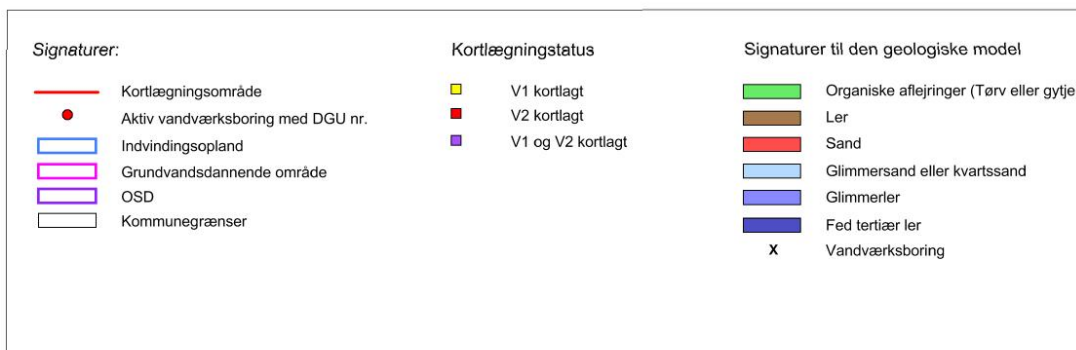 Signaturer:
Kortlægningsområde
Aktiv vandværksboring med DGU nr.
Indvindingsopland
Grundvandsdannende område
OSD
Kommunegrænser
Kortlægningstatus
V1 kortlagt
V2 kortlagt
V1 og V2 kortlagt
Signaturer til den geologiske model
Organiske aflejringer (Tørv eller gytje
Ler
Sand
Glimmersand eller kvartssand
Glimmerler
Fed tertiær ler
X Vandværksboring